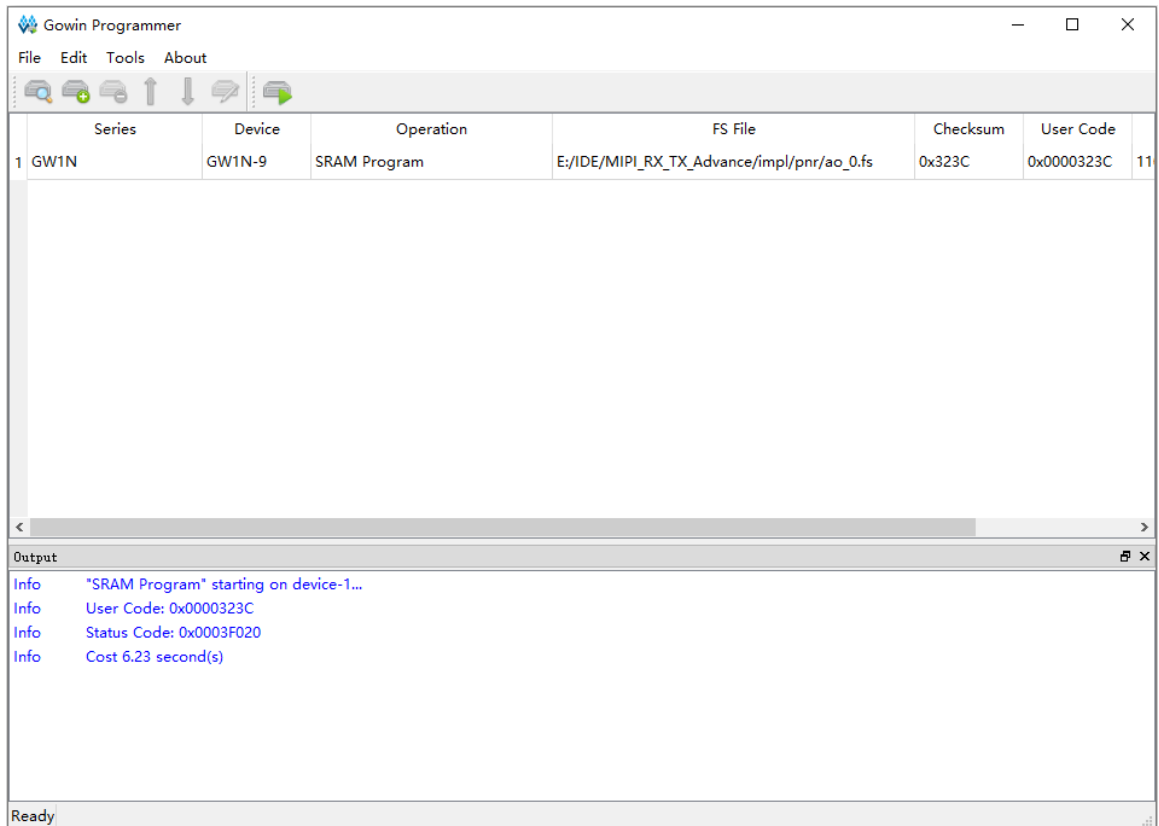 Gowin Programmer
File Edit Tools About
Series Device Operation FS File Checksum User Code
1 GW1N GW1N-9 SRAM Program E:/IDE/MIPI_RX_TX_Advance/impl/pnr/ao_0.fs 0x323C 0x0000323C
Output
Info "SRAM Program" starting on device-1...
Info User Code: 0x0000323C
Info Status Code: 0x0003F020
Info Cost 6.23 second(s)
Ready